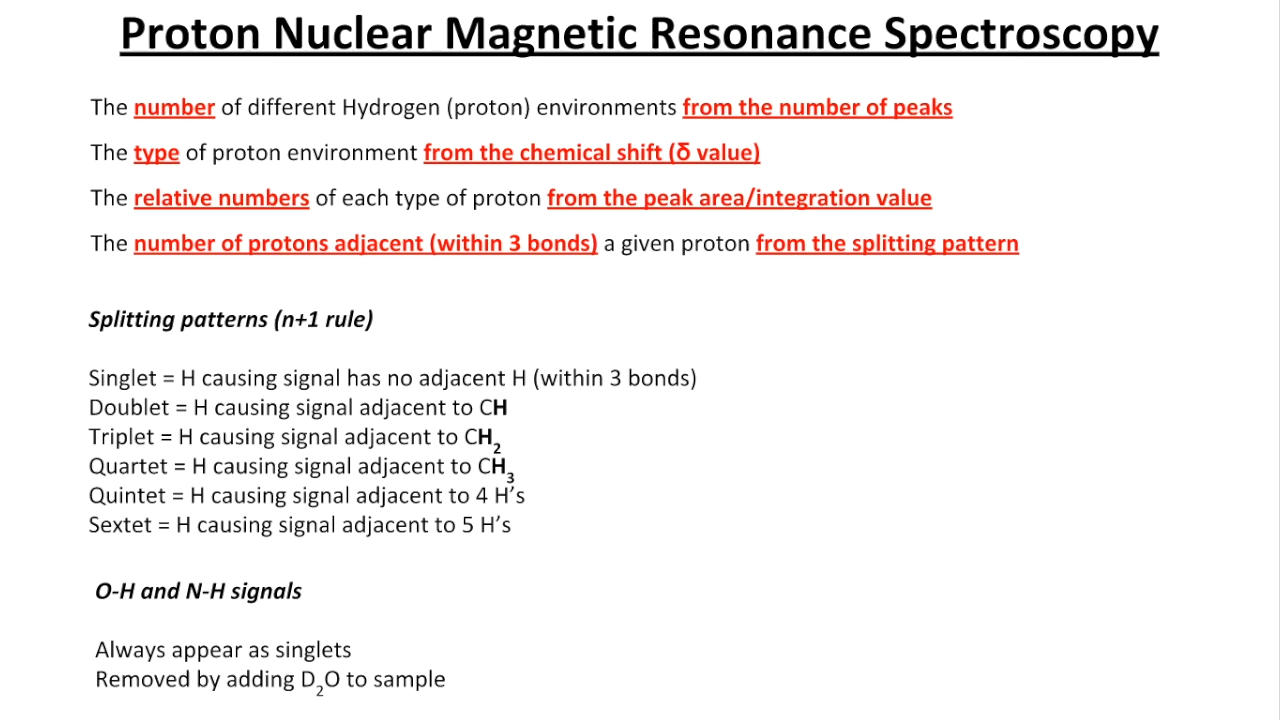 Proton Nuclear Magnetic Resonance Spectroscopy
The number of different Hydrogen (proton) environments from the number of peaks
The type of proton environment from the chemical shift (δ value)
The relative numbers of each type of proton from the peak area/integration value
The number of protons adjacent (within 3 bonds) a given proton from the splitting pattern
Splitting patterns (n+1 rule)
Singlet = H causing signal has no adjacent H (within 3 bonds)
Doublet = H causing signal adjacent to CH
Triplet = H causing signal adjacent to CH₂
Quartet = H causing signal adjacent to CH₃
Quintet = H causing signal adjacent to 4 H’s
Sextet = H causing signal adjacent to 5 H’s
O-H and N-H signals
Always appear as singlets
Removed by adding D₂O to sample